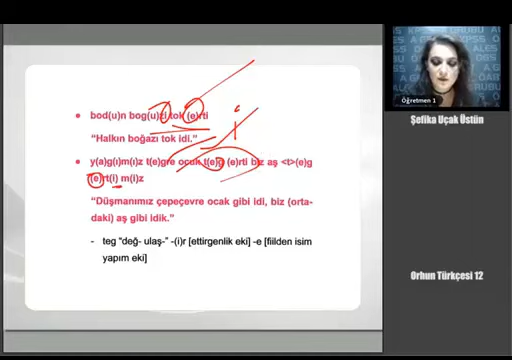 bod(u)n bog(u)zi tok (e)rti
"Halkın boğazı tok idi."
y(a)g(ı)m(ı)z t(e)gre ocuk t(e)g (e)rti biz aş <t>(e)g
(e)rt(i) m(i)z
"Düşmanımız çepeçevre ocak gibi idi, biz (orta-
daki) aş gibi idik."
- teg "değ- ulaş-" -(i)r [ettirgenlik eki] -e [fiilden isim
yapım eki]
Öğretmen 1
Şefika Uçak Üstün
Orhun Türkçesi 12